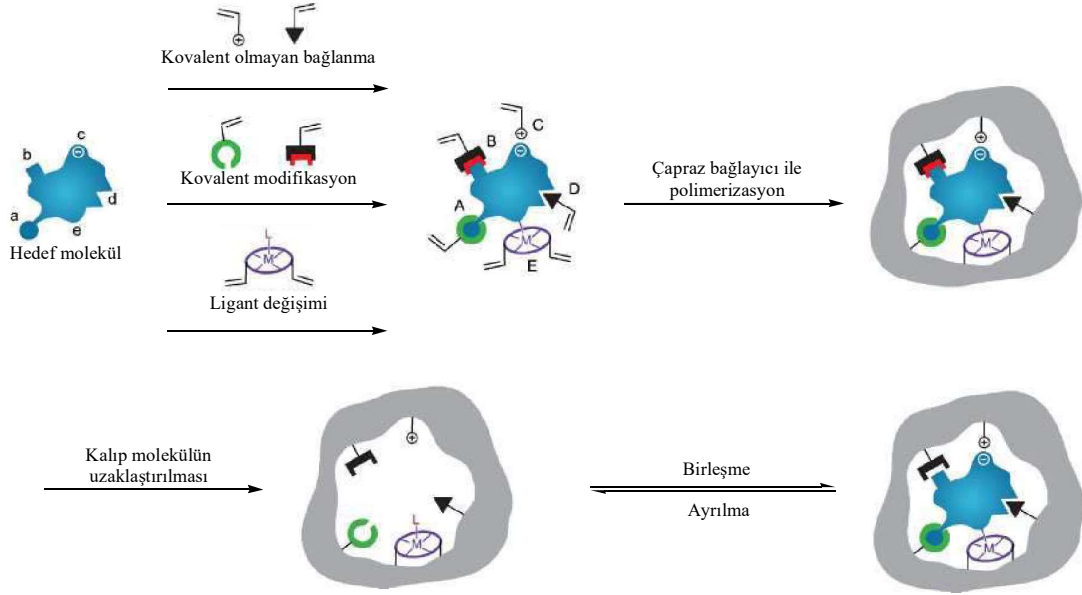 Kovalent olmayan bağlanma
Kovalent modifikasyon
L
M
Ligant değişimi
a
b
c
d
e
Hedef molekül
A
B
C
D
E
M
Çapraz bağlayıcı ile
polimerizasyon
M
Kalıp molekülün
uzaklaştırılması
L
M
Birleşme
Ayrılma
M